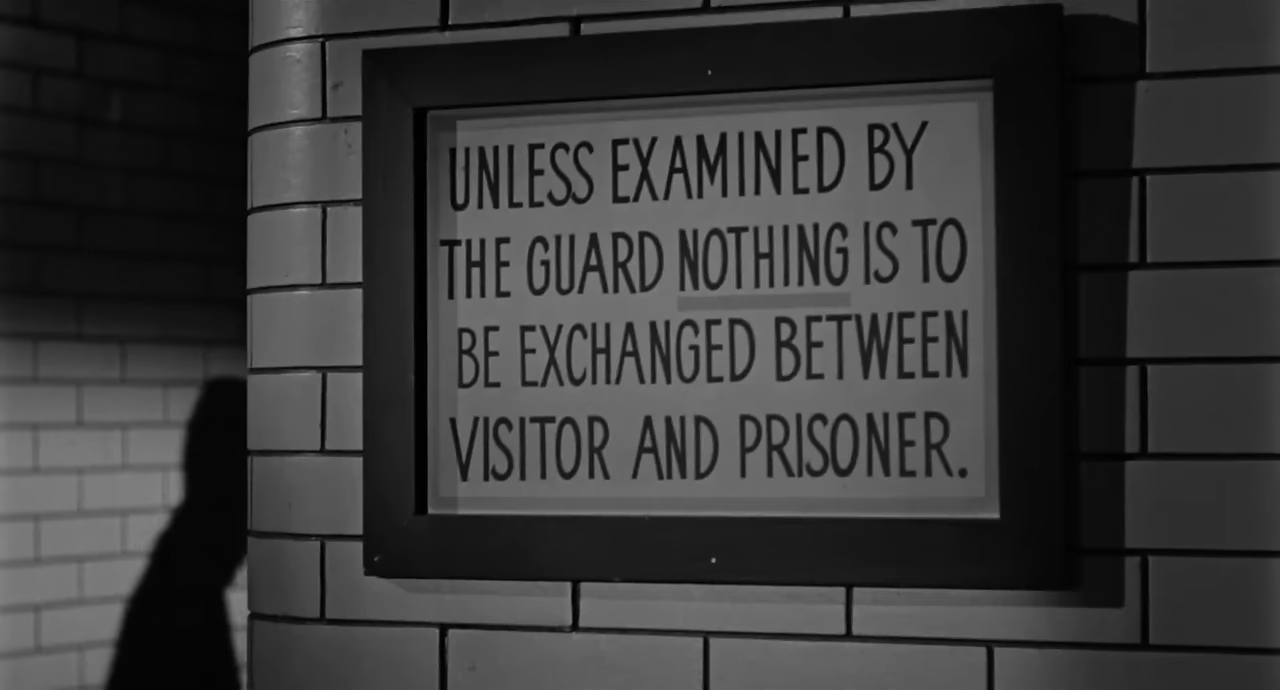 UNLESS EXAMINED BY
THE GUARD NOTHING IS TO
BE EXCHANGED BETWEEN
VISITOR AND PRISONER.